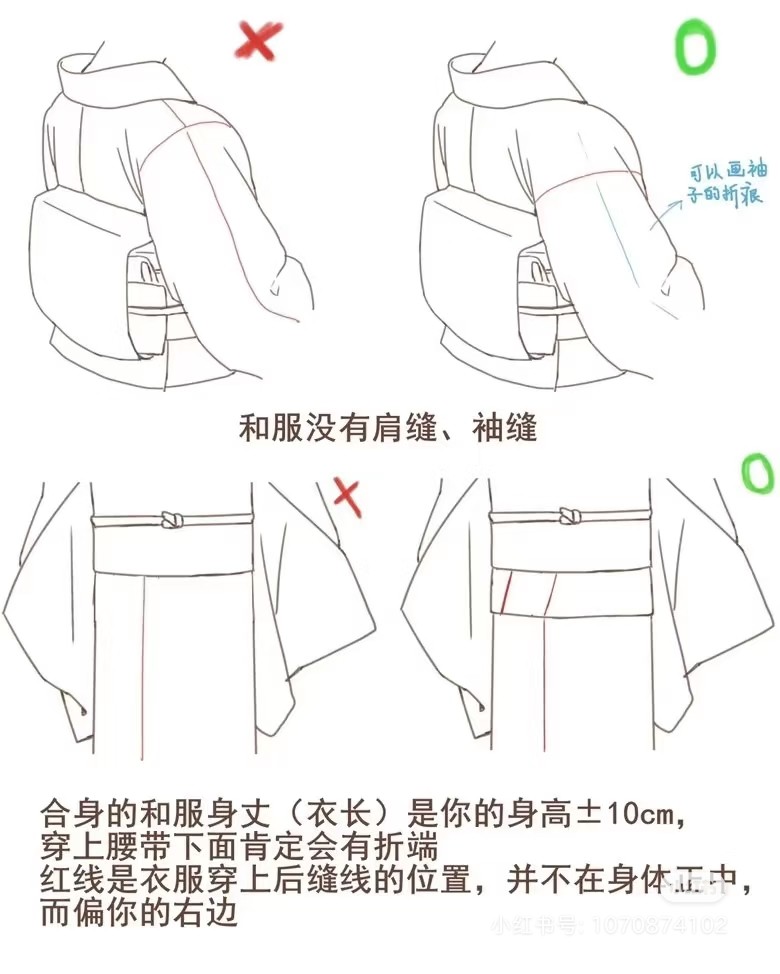 可以画袖
子的折痕
和服没有肩缝、袖缝
合身的和服身丈（衣长）是你的身高±10cm，
穿上腰带下面肯定会有折端
红线是衣服穿上后缝线的位置，并不在身体正中，
而偏你的右边
小红书号: 1070874102